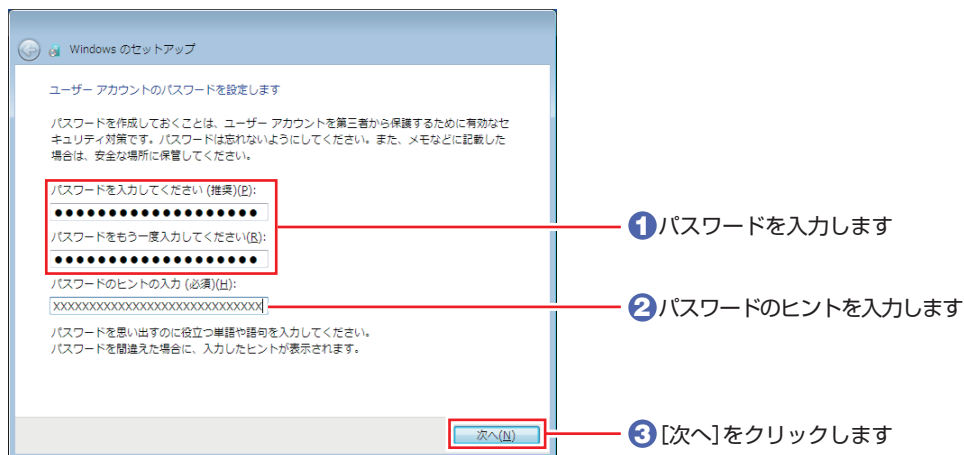 Windows のセットアップ
ユーザー アカウントのパスワードを設定します
パスワードを作成しておくことは、ユーザー アカウントを第三者から保護するために有効なセ
キュリティ対策です。パスワードは忘れないようにしてください。また、メモなどに記載した
場合は、安全な場所に保管してください。
パスワードを入力してください (推奨)(P):
●●●●●●●●●●●●●●●●●●●
パスワードをもう一度入力してください(R):
●●●●●●●●●●●●●●●●●●●
パスワードのヒントの入力 (必須)(H):
XXXXXXXXXXXXXXXXXXXXXXXXXXXXX
パスワードを思い出すのに役立つ単語や語句を入力してください。
パスワードを間違えた場合に、入力したヒントが表示されます。
次へ(N)
❶パスワードを入力します
❷パスワードのヒントを入力します
❸[次へ]をクリックします